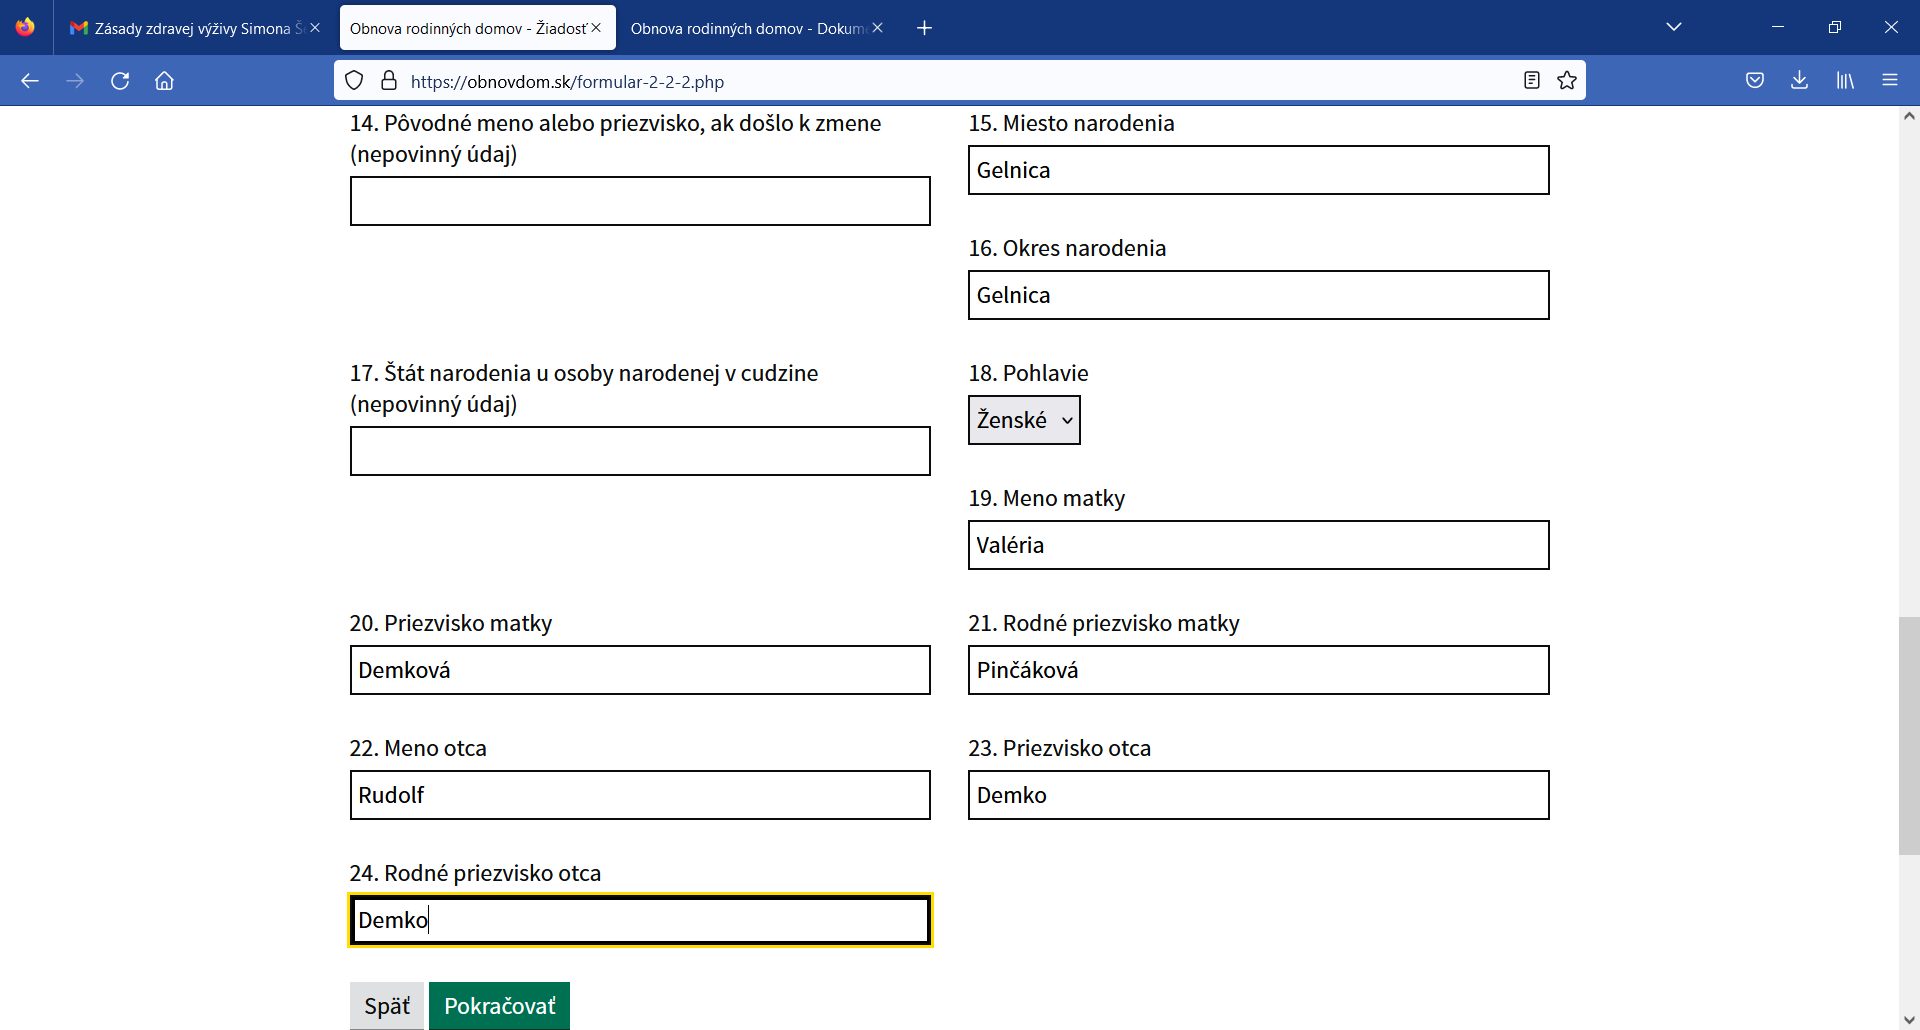 Zásady zdravej výživy Simona
Obnova rodinných domov - Žiadosť
Obnova rodinných domov - Dokum
https://obnovdom.sk/formular-2-2-2.php
14. Pôvodné meno alebo priezvisko, ak došlo k zmene
(nepovinný údaj)
15. Miesto narodenia
Gelnica
16. Okres narodenia
Gelnica
17. Štát narodenia u osoby narodenej v cudzine
(nepovinný údaj)
18. Pohlavie
Ženské
19. Meno matky
Valéria
20. Priezvisko matky
Demková
21. Rodné priezvisko matky
Pinčáková
22. Meno otca
Rudolf
23. Priezvisko otca
Demko
24. Rodné priezvisko otca
Demko
Späť
Pokračovať